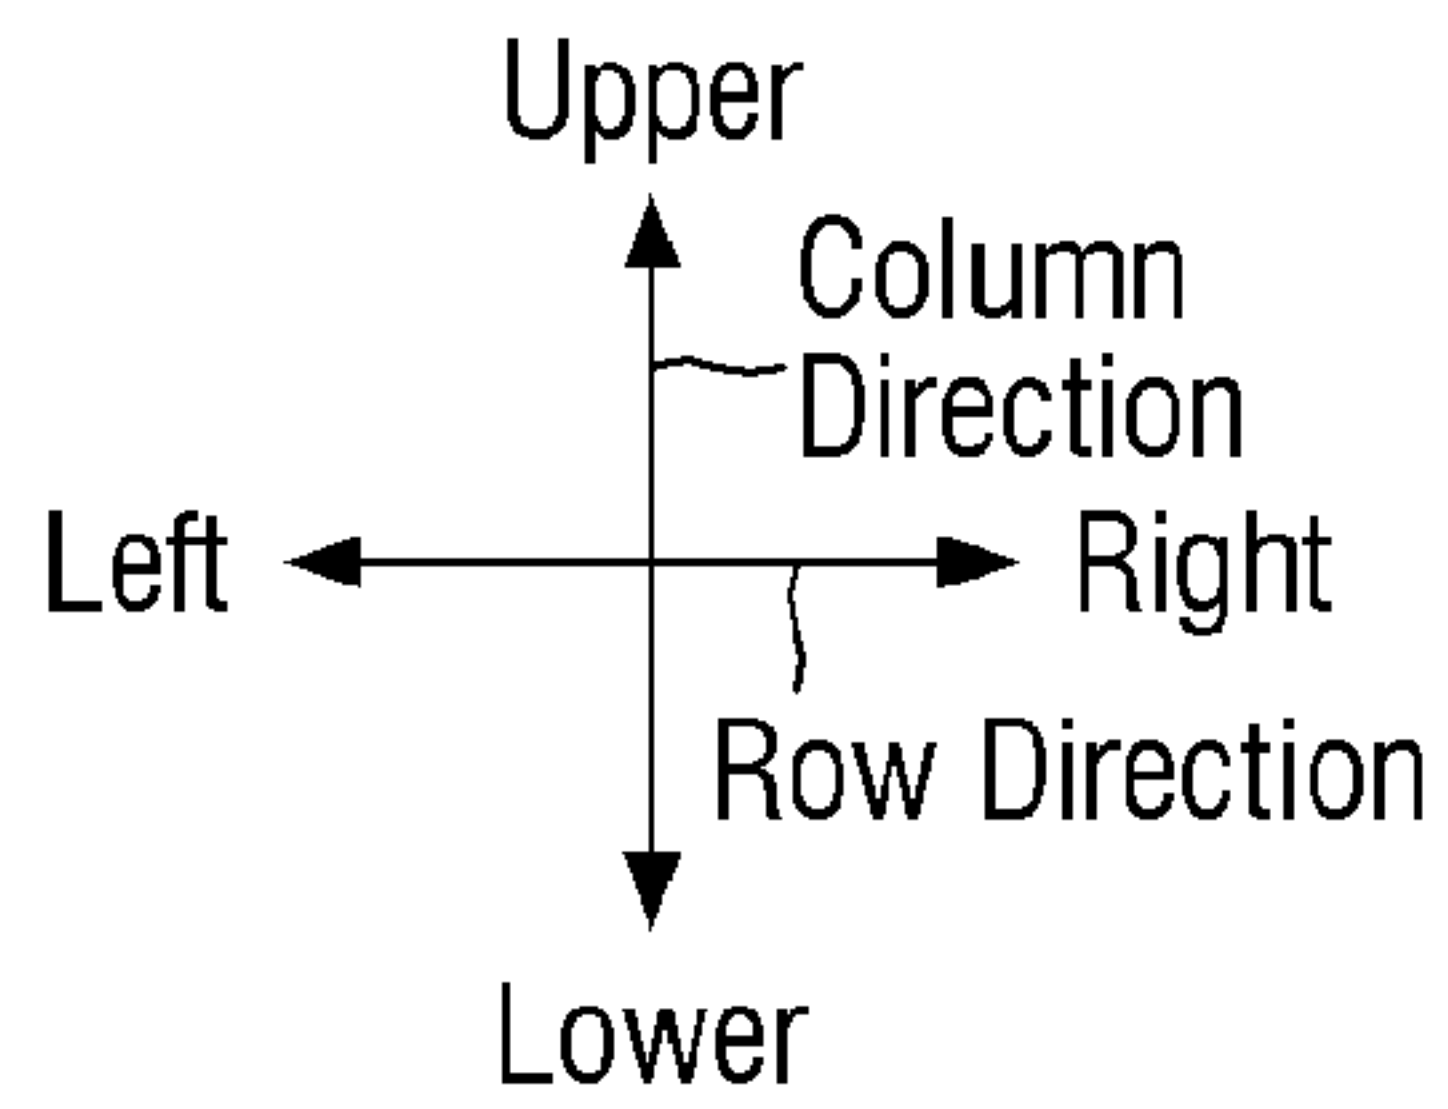 Upper
Column
Direction
Left
Right
Row Direction
Lower